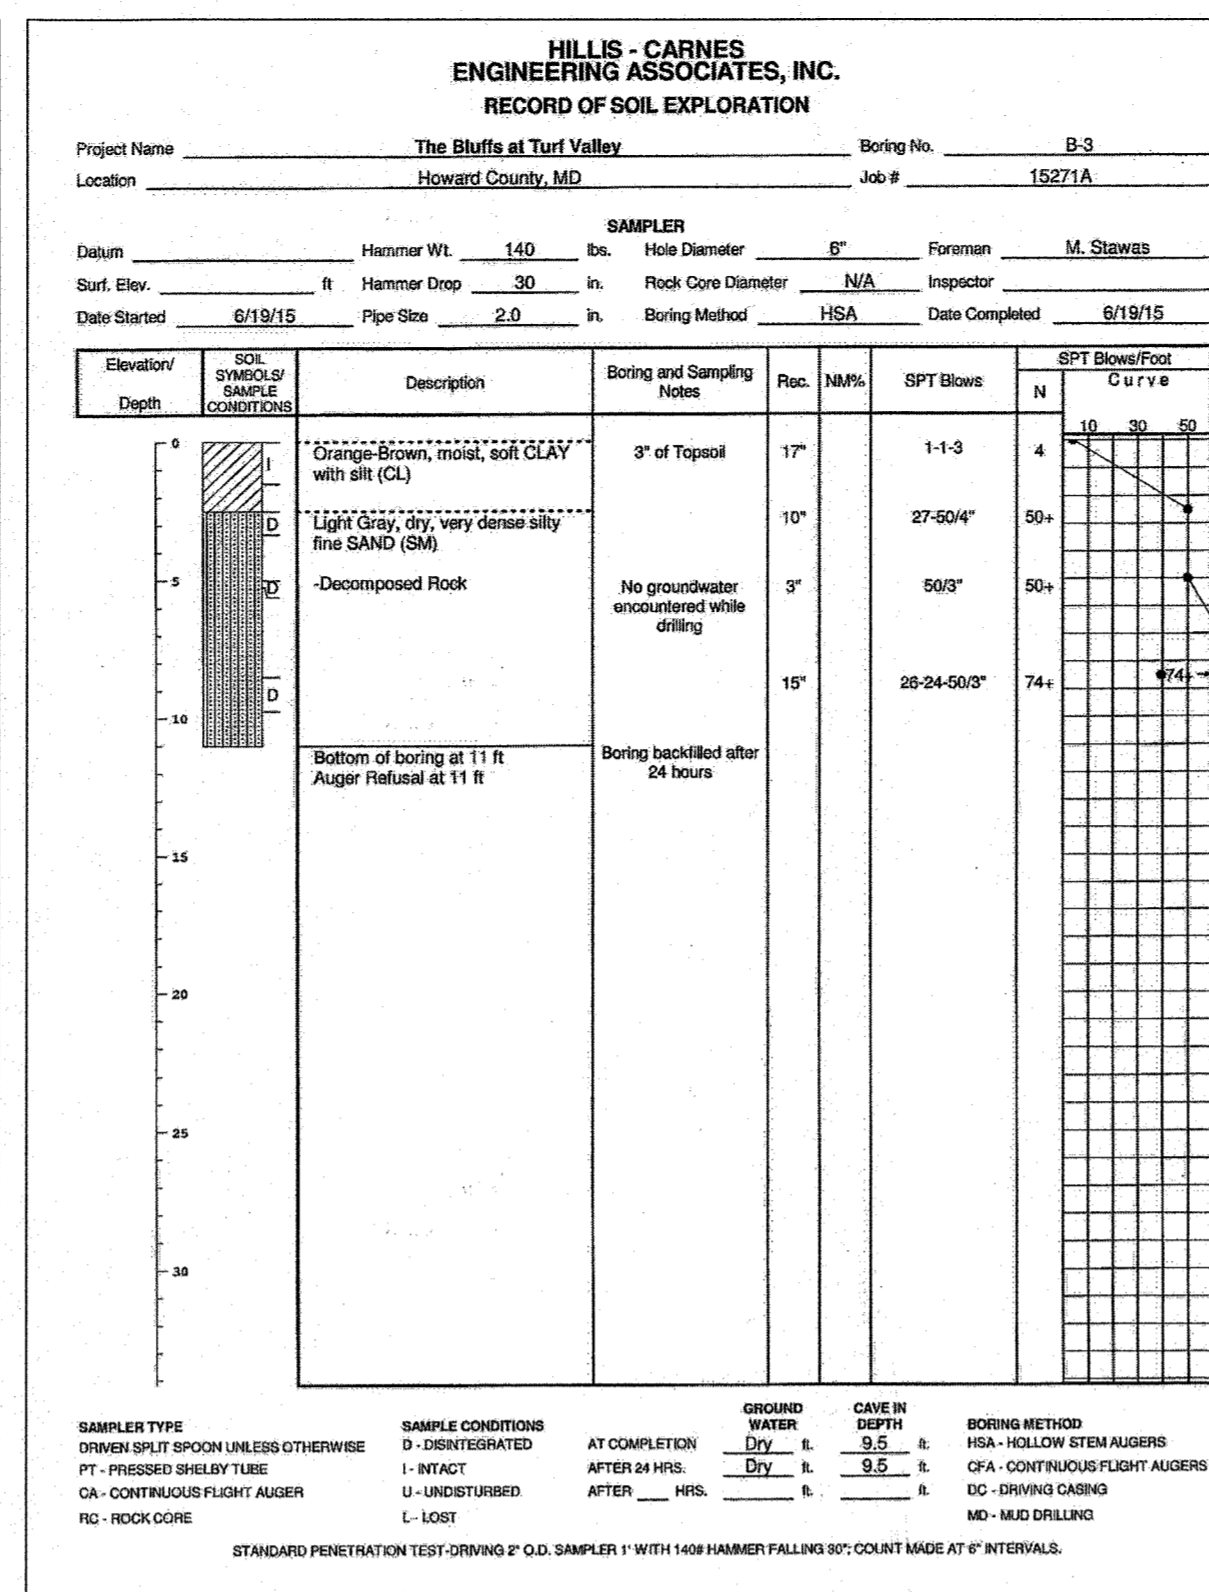 HILLIS - CARNES
ENGINEERING ASSOCIATES, INC.
RECORD OF SOIL EXPLORATION
Project Name The Bluffs at Turf Valley Boring No. B-3
Location Howard County, MD Job # 15271A
SAMPLER
Datum Hammer Wt. 140 lbs. Hole Diameter 6" Foreman M. Stawas
Surf. Elev. ft Hammer Drop 30 in. Rock Core Diameter N/A Inspector
Date Started 6/19/15 Pipe Size 2.0 in. Boring Method HSA Date Completed 6/19/15
Elevation/
Depth
SOIL
SYMBOLS/
SAMPLE
CONDITIONS
Description
Boring and Sampling
Notes
Rec. NM% SPT Blows
SPT Blows/Foot
N Curve
10 30 50
0 I Orange-Brown, moist, soft CLAY 3" of Topsoil 17" 1-1-3 4
with silt (CL)
D Light Gray, dry, very dense silty 10" 27-50/4" 50+
fine SAND (SM)
5 D -Decomposed Rock No groundwater 3" 50/3" 50+
encountered while
drilling
D 15" 26-24-50/3" 74+ 74+
10
Bottom of boring at 11 ft Boring backfilled after
Auger Refusal at 11 ft 24 hours
15
20
25
30
SAMPLER TYPE
DRIVEN SPLIT SPOON UNLESS OTHERWISE
PT - PRESSED SHELBY TUBE
CA - CONTINUOUS FLIGHT AUGER
RC - ROCK CORE
SAMPLE CONDITIONS
D - DISINTEGRATED
I - INTACT
U - UNDISTURBED
L - LOST
GROUND CAVE IN
WATER DEPTH
AT COMPLETION Dry ft. 9.5 ft.
AFTER 24 HRS. Dry ft. 9.5 ft.
AFTER ____ HRS. ft. ft.
BORING METHOD
HSA - HOLLOW STEM AUGERS
CFA - CONTINUOUS FLIGHT AUGERS
DC - DRIVING CASING
MD - MUD DRILLING
STANDARD PENETRATION TEST-DRIVING 2" O.D. SAMPLER 1' WITH 140# HAMMER FALLING 30"; COUNT MADE AT 6" INTERVALS.